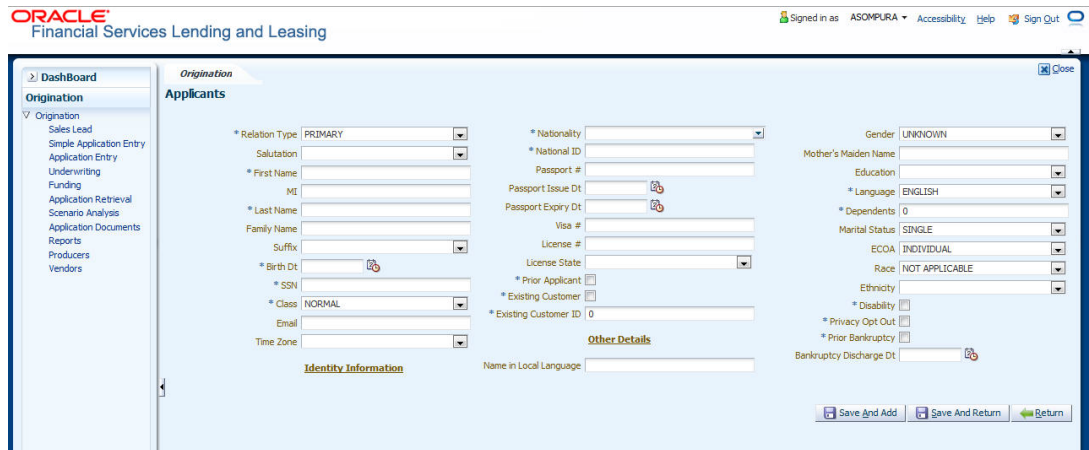 ORACLE
Financial Services Lending and Leasing
Signed in as ASOMPURA Accessibility Help Sign Out
DashBoard
Origination
Origination
Sales Lead
Simple Application Entry
Application Entry
Underwriting
Funding
Application Retrieval
Scenario Analysis
Application Documents
Reports
Producers
Vendors
Origination
Close
Applicants
* Relation Type PRIMARY
Salutation
* First Name
MI
* Last Name
Family Name
Suffix
* Birth Dt
* SSN
* Class NORMAL
Email
Time Zone
Identity Information
* Nationality
* National ID
Passport #
Passport Issue Dt
Passport Expiry Dt
Visa #
License #
License State
* Prior Applicant
* Existing Customer
* Existing Customer ID 0
Other Details
Name in Local Language
Gender UNKNOWN
Mother's Maiden Name
Education
* Language ENGLISH
* Dependents 0
Marital Status SINGLE
ECOA INDIVIDUAL
Race NOT APPLICABLE
Ethnicity
* Disability
* Privacy Opt Out
* Prior Bankruptcy
Bankruptcy Discharge Dt
Save And Add Save And Return Return